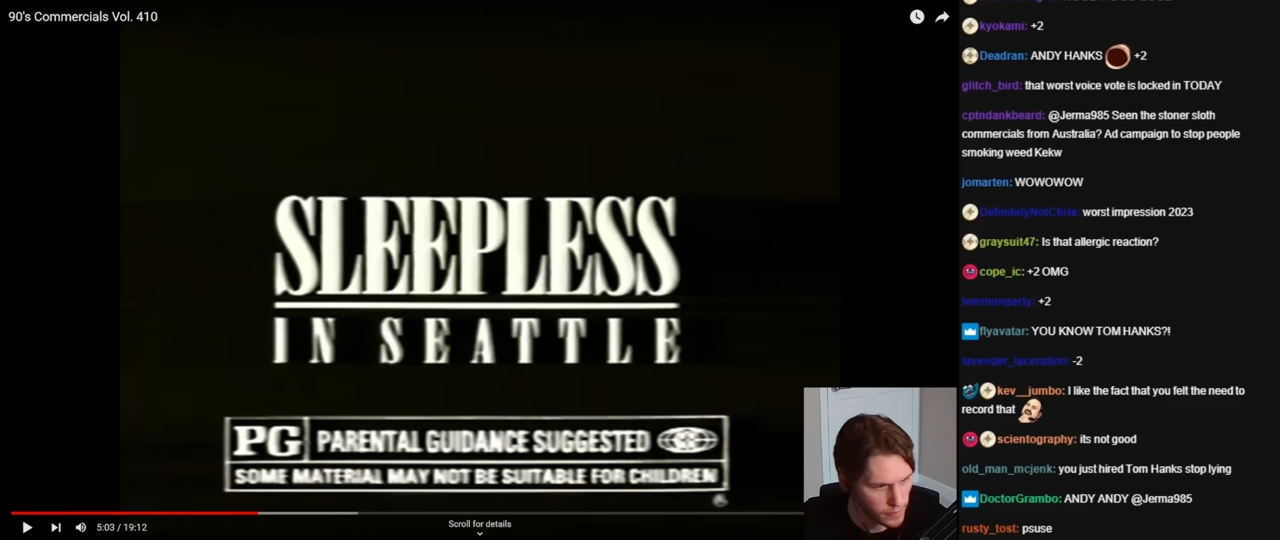 90's Commercials Vol. 410
SLEEPLESS
IN SEATTLE
PG PARENTAL GUIDANCE SUGGESTED
SOME MATERIAL MAY NOT BE SUITABLE FOR CHILDREN
5:03 / 19:12
Scroll for details
kyokami: +2
Deadran: ANDY HANKS +2
glitch_bird: that worst voice vote is locked in TODAY
cptndankbeard: @Jerma985 Seen the stoner sloth
commercials from Australia? Ad campaign to stop people
smoking weed Kekw
jomarten: WOWOWOW
DefinitelyNotChris: worst impression 2023
graysuit47: Is that allergic reaction?
cope_ic: +2 OMG
lemmonparty: +2
flyavatar: YOU KNOW TOM HANKS?!
lavender_laceration: -2
kev__jumbo: I like the fact that you felt the need to
record that
scientography: its not good
old_man_mcjenk: you just hired Tom Hanks stop lying
DoctorGrambo: ANDY ANDY @Jerma985
rusty_tost: psuse